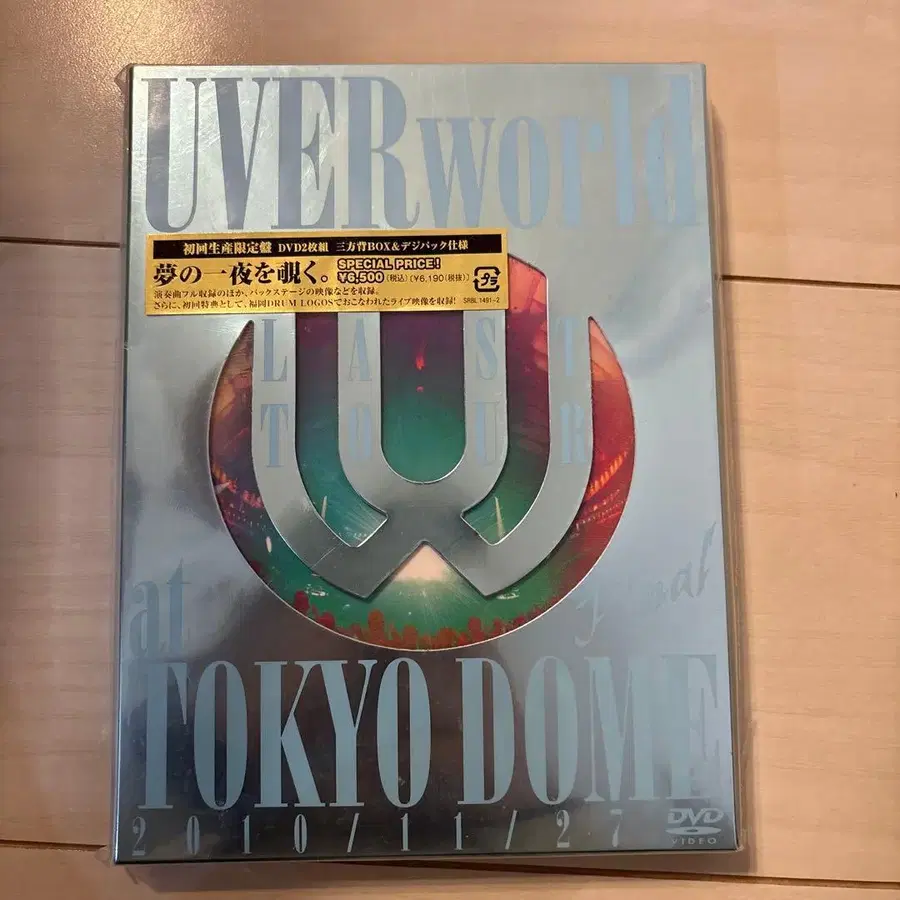 UVERworld
初回生産限定盤 DVD2枚組 三方背BOX&デジパック仕様
夢の一夜を覗く。 SPECIAL PRICE! ¥6,500(税込)(¥6,190(税抜))
演奏曲フル収録のほか、バックステージの映像などを収録。
さらに、初回特典として、福岡DRUM LOGOSでおこなわれたライブ映像を収録! SRBL 1491-2
LAST
TOUR
at final
TOKYO DOME
2010/11/27
DVD
VIDEO